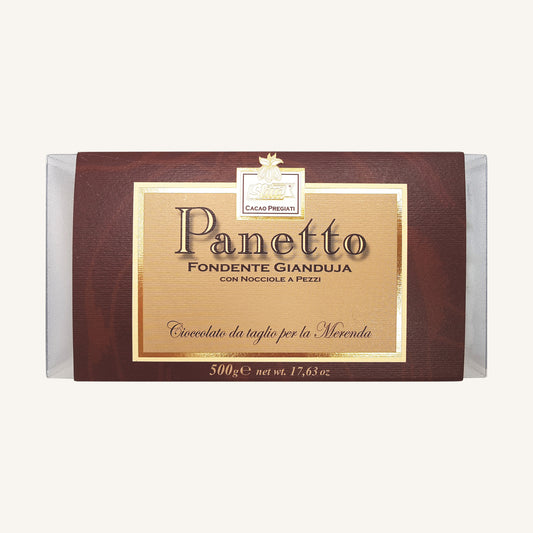 CACAO PREGIATI
Panetto
FONDENTE GIANDUJA
CON NOCCIOLE A PEZZI
Cioccolato da taglio per la Merenda
500g℮ net wt. 17,63 oz